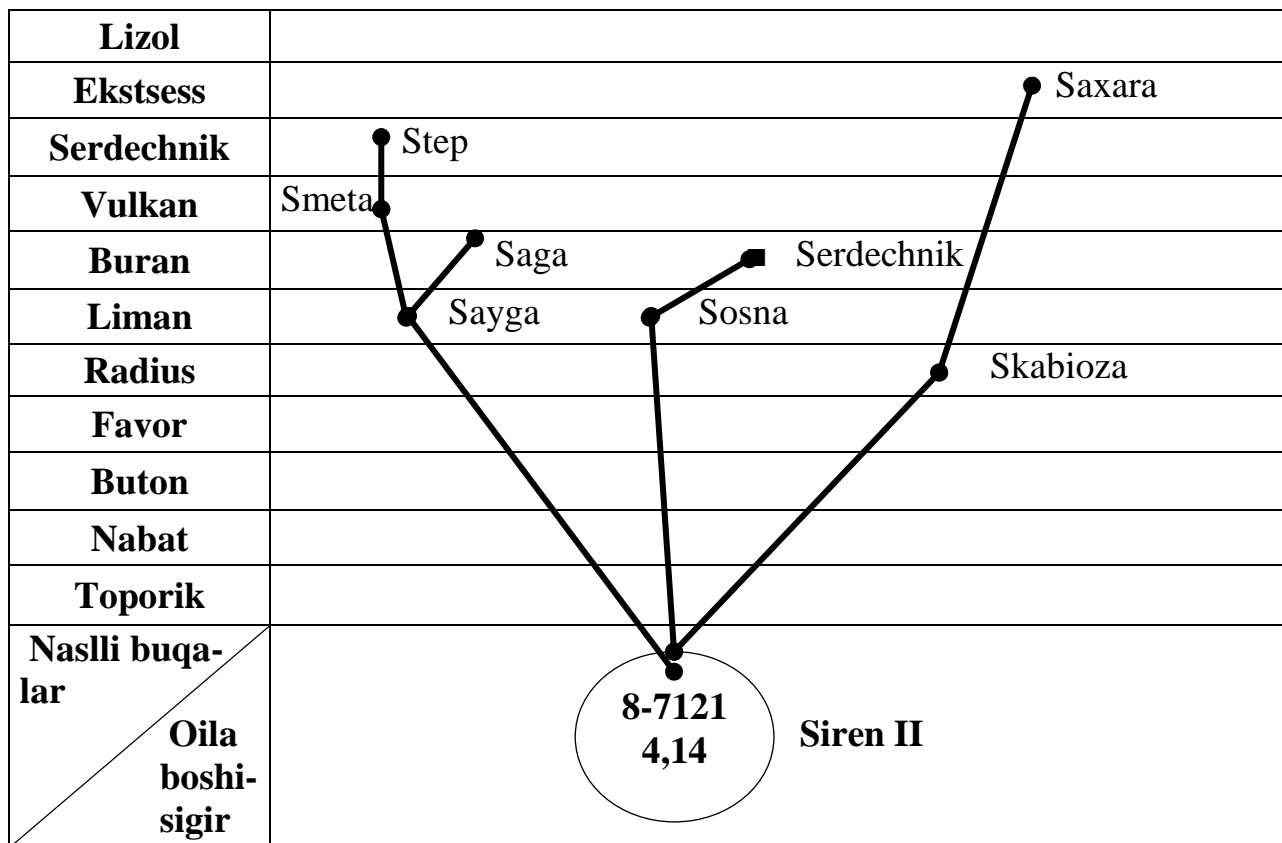 Lizol
Ekstsess
Saxara
Serdechnik
Step
Vulkan
Smeta
Buran
Saga
Serdechnik
Liman
Sayga
Sosna
Radius
Skabioza
Favor
Buton
Nabat
Toporik
Naslli buqa-
lar
Oila
boshi-
sigir
8-7121
4,14
Siren II